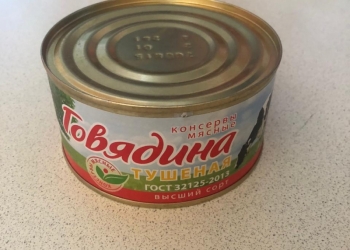 консервы
мясные
Говядина
ТУШЕНАЯ
ГОСТ 32125-2013
высший сорт